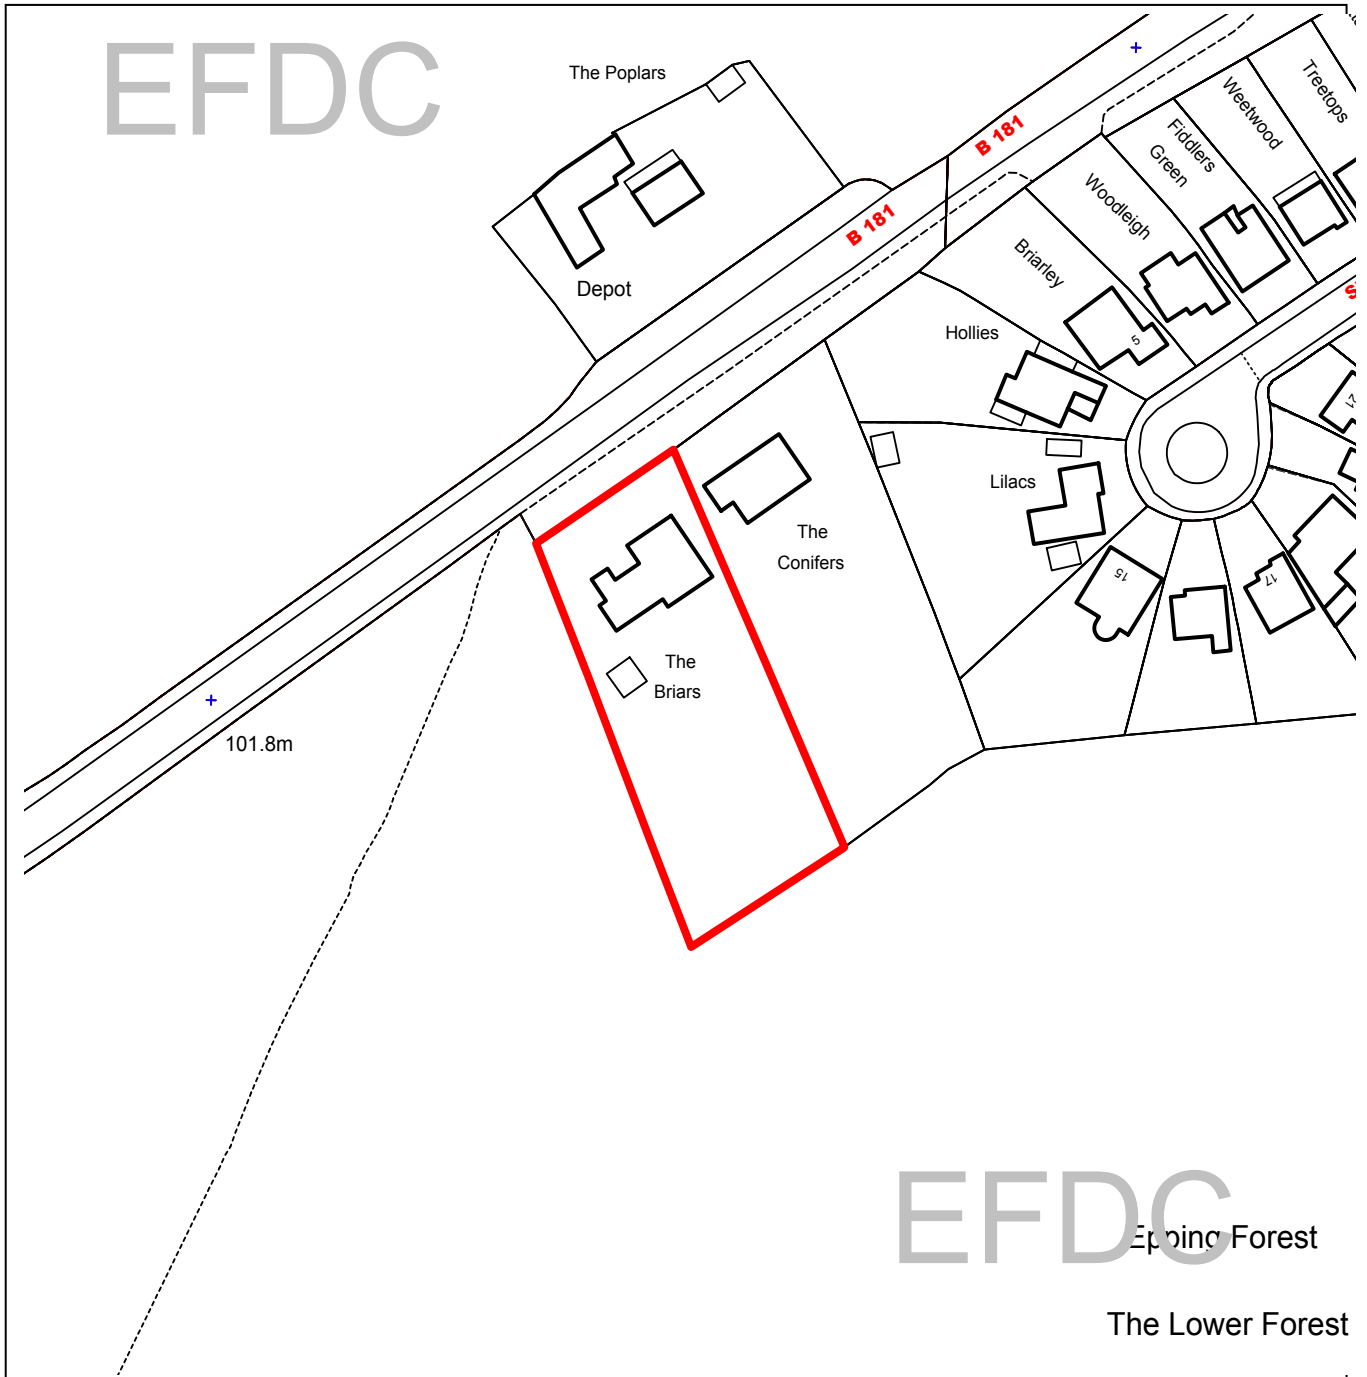 EFDC
The Poplars
Treetops
Weetwood
Fiddlers
Green
B 181
Woodleigh
B 181
Briarley
Depot
Hollies
5
21
Lilacs
The
Conifers
15
17
The
Briars
101.8m
EFDC
Epping Forest
The Lower Forest